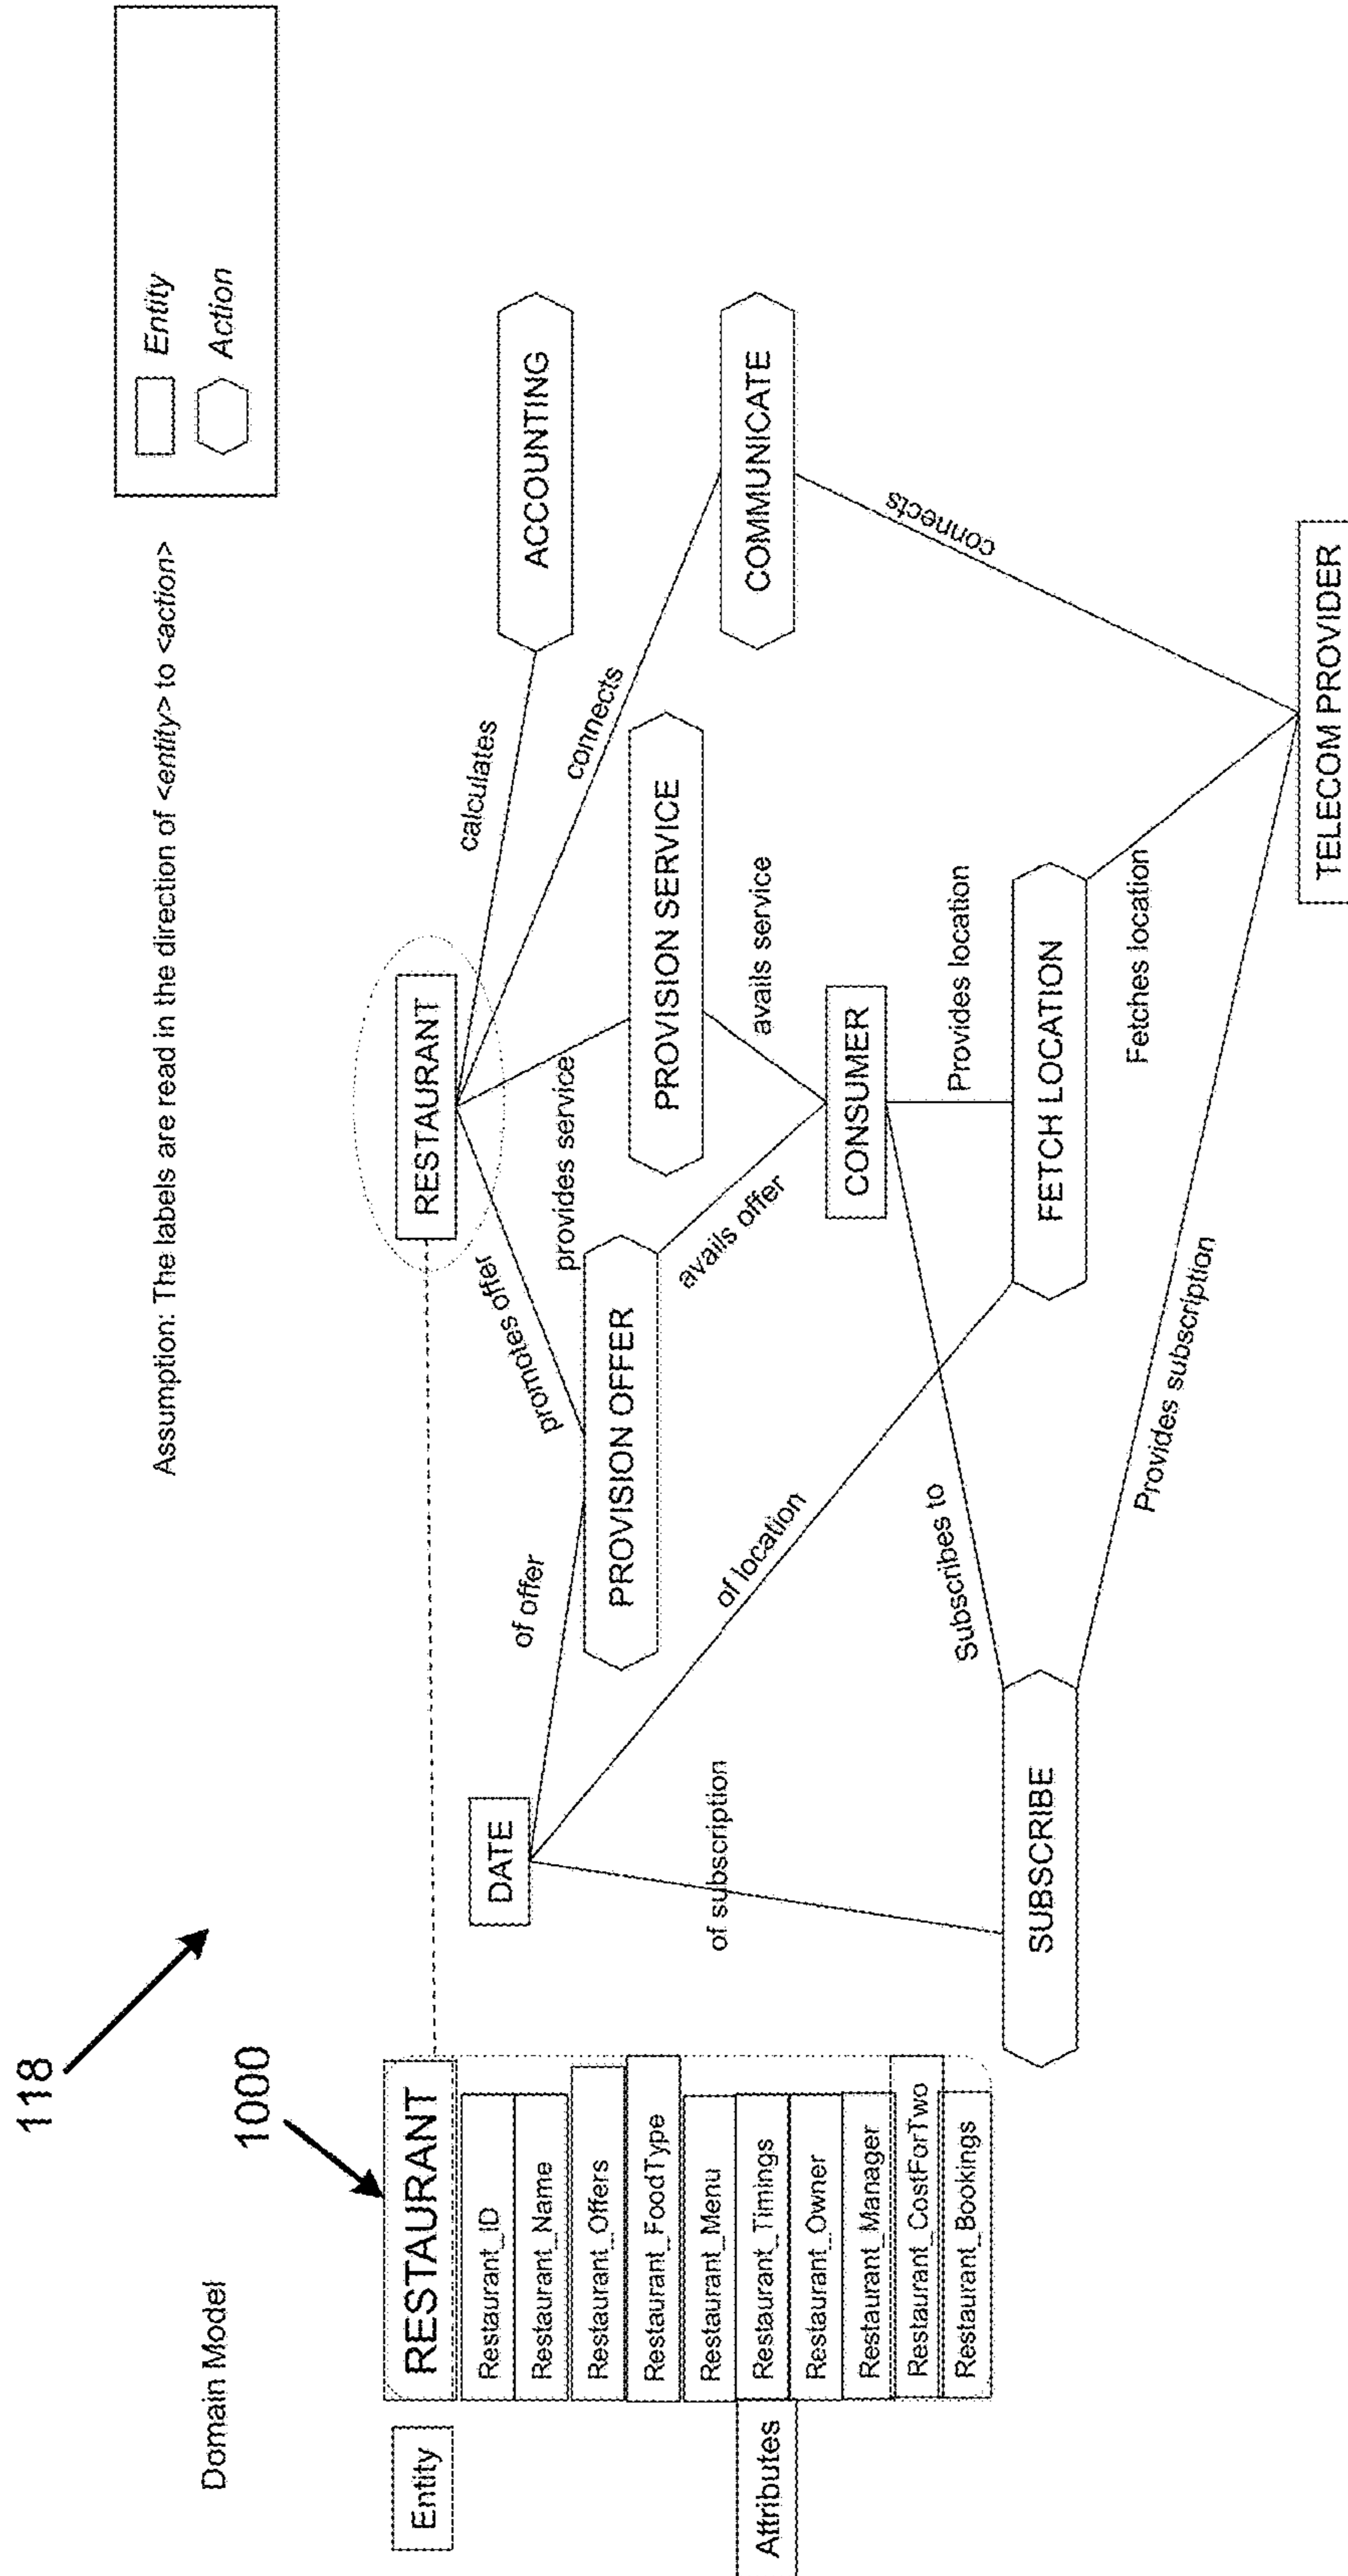 118
Domain Model
1000
Assumption: The labels are read in the direction of <entity> to <action>
Entity
Action
Entity
RESTAURANT
Attributes
Restaurant_ID
Restaurant_Name
Restaurant_Offers
Restaurant_FoodType
Restaurant_Menu
Restaurant_Timings
Restaurant_Owner
Restaurant_Manager
Restaurant_CostForTwo
Restaurant_Bookings
RESTAURANT
DATE
of offer
promotes offer
provides service
calculates
connects
ACCOUNTING
PROVISION OFFER
PROVISION SERVICE
COMMUNICATE
of subscription
of location
avails offer
avails service
connects
CONSUMER
Subscribes to
Provides location
SUBSCRIBE
FETCH LOCATION
Provides subscription
Fetches location
TELECOM PROVIDER